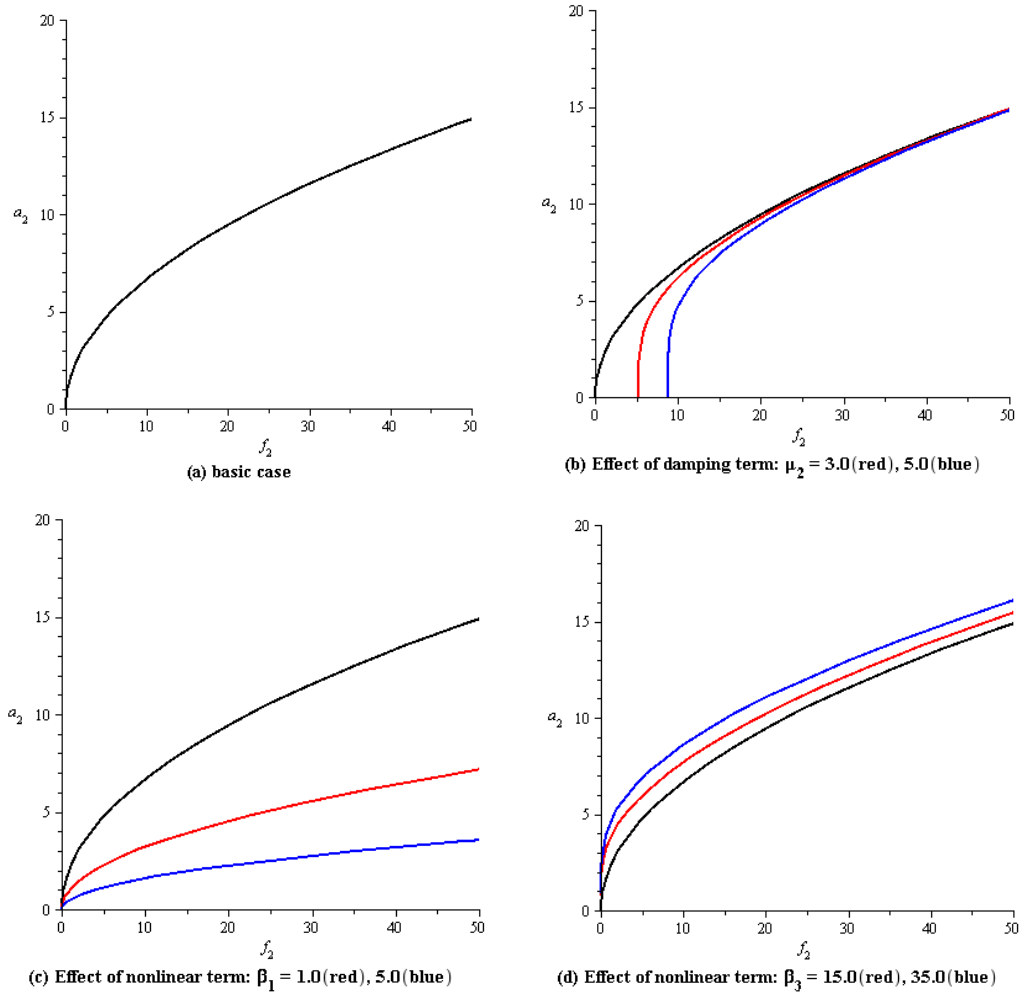 20
15
10
5
0
a₂
0 10 20 30 40 50
f₂
(a) basic case
20
15
10
5
0
a₂
0 10 20 30 40 50
f₂
(b) Effect of damping term: μ₂ = 3.0(red), 5.0(blue)
20
15
10
5
0
a₂
0 10 20 30 40 50
f₂
(c) Effect of nonlinear term: β₁ = 1.0(red), 5.0(blue)
20
15
10
5
0
a₂
0 10 20 30 40 50
f₂
(d) Effect of nonlinear term: β₃ = 15.0(red), 35.0(blue)